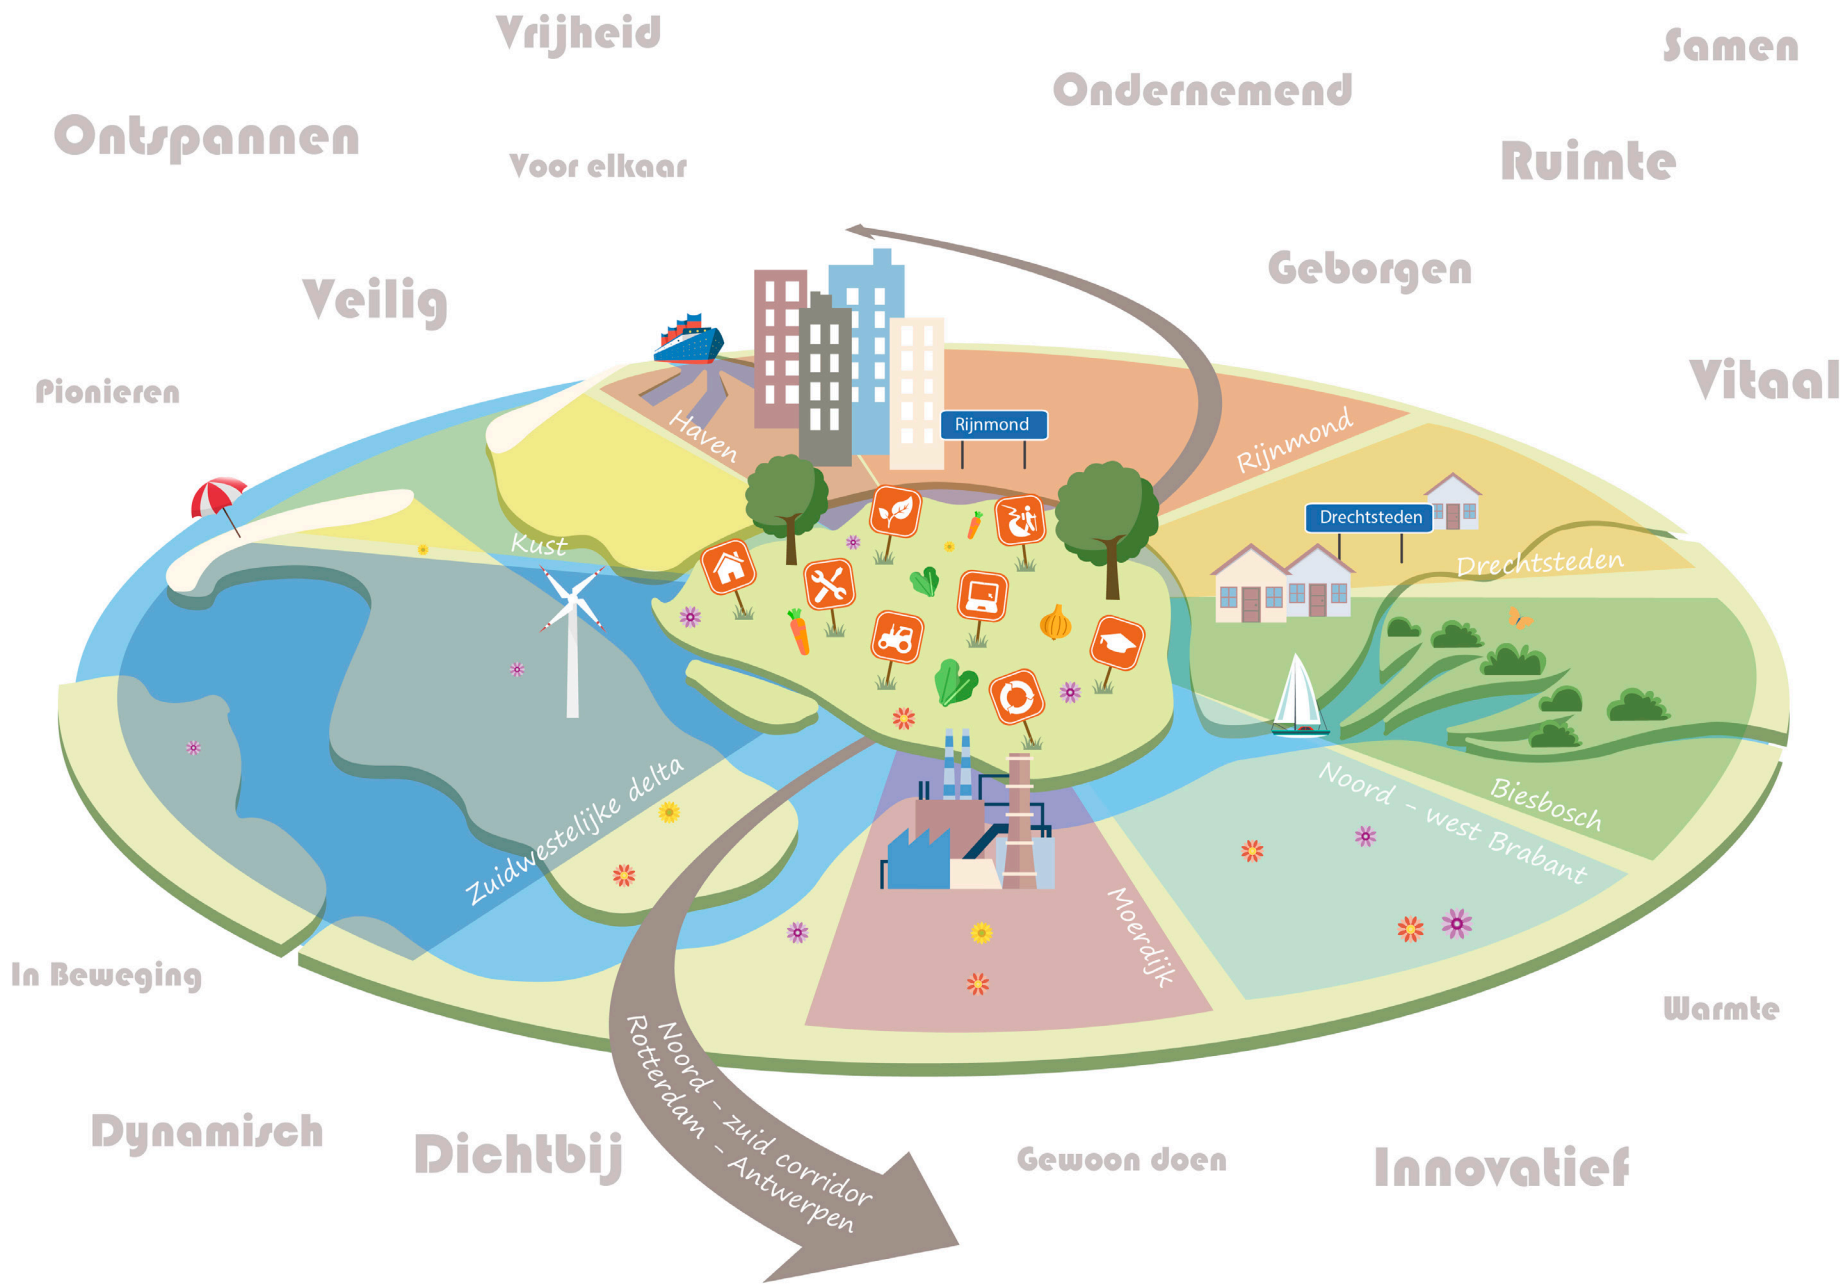 Vrijheid
Samen
Ondernemend
Ontspannen
Voor elkaar
Ruimte
Veilig
Geborgen
Pionieren
Vitaal
Haven
Rijnmond
Rijnmond
Drechtsteden
Drechtsteden
Kust
Zuidwestelijke delta
Noord - west Brabant
Biesbosch
Moerdijk
In Beweging
Warmte
Noord - zuid corridor
Rotterdam - Antwerpen
Dynamisch
Dichtbij
Gewoon doen
Innovatief